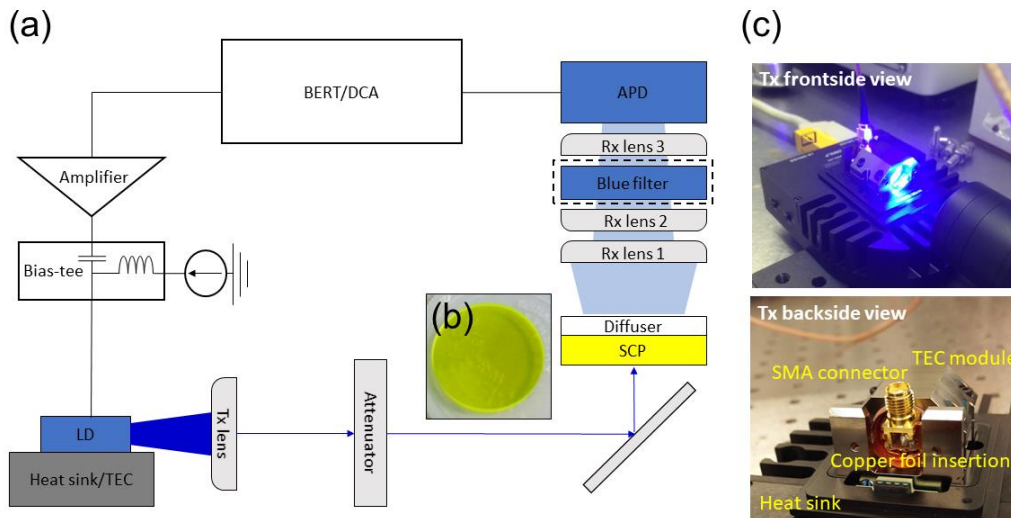 (a)
BERT/DCA
APD
Rx lens 3
Amplifier
Blue filter
Rx lens 2
Bias-tee
Rx lens 1
(b)
Diffuser
SCP
LD
Tx lens
Attenuator
Heat sink/TEC
(c)
Tx frontside view
Tx backside view
TEC module
SMA connector
Copper foil insertion
Heat sink